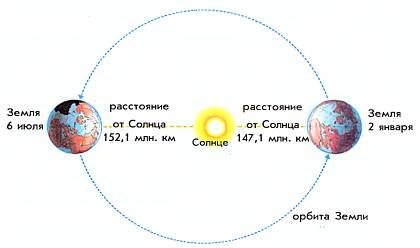 Земля
6 июля
расстояние
от Солнца
152,1 млн. км
Солнце
расстояние
от Солнца
147,1 млн. км
Земля
2 января
орбита Земли